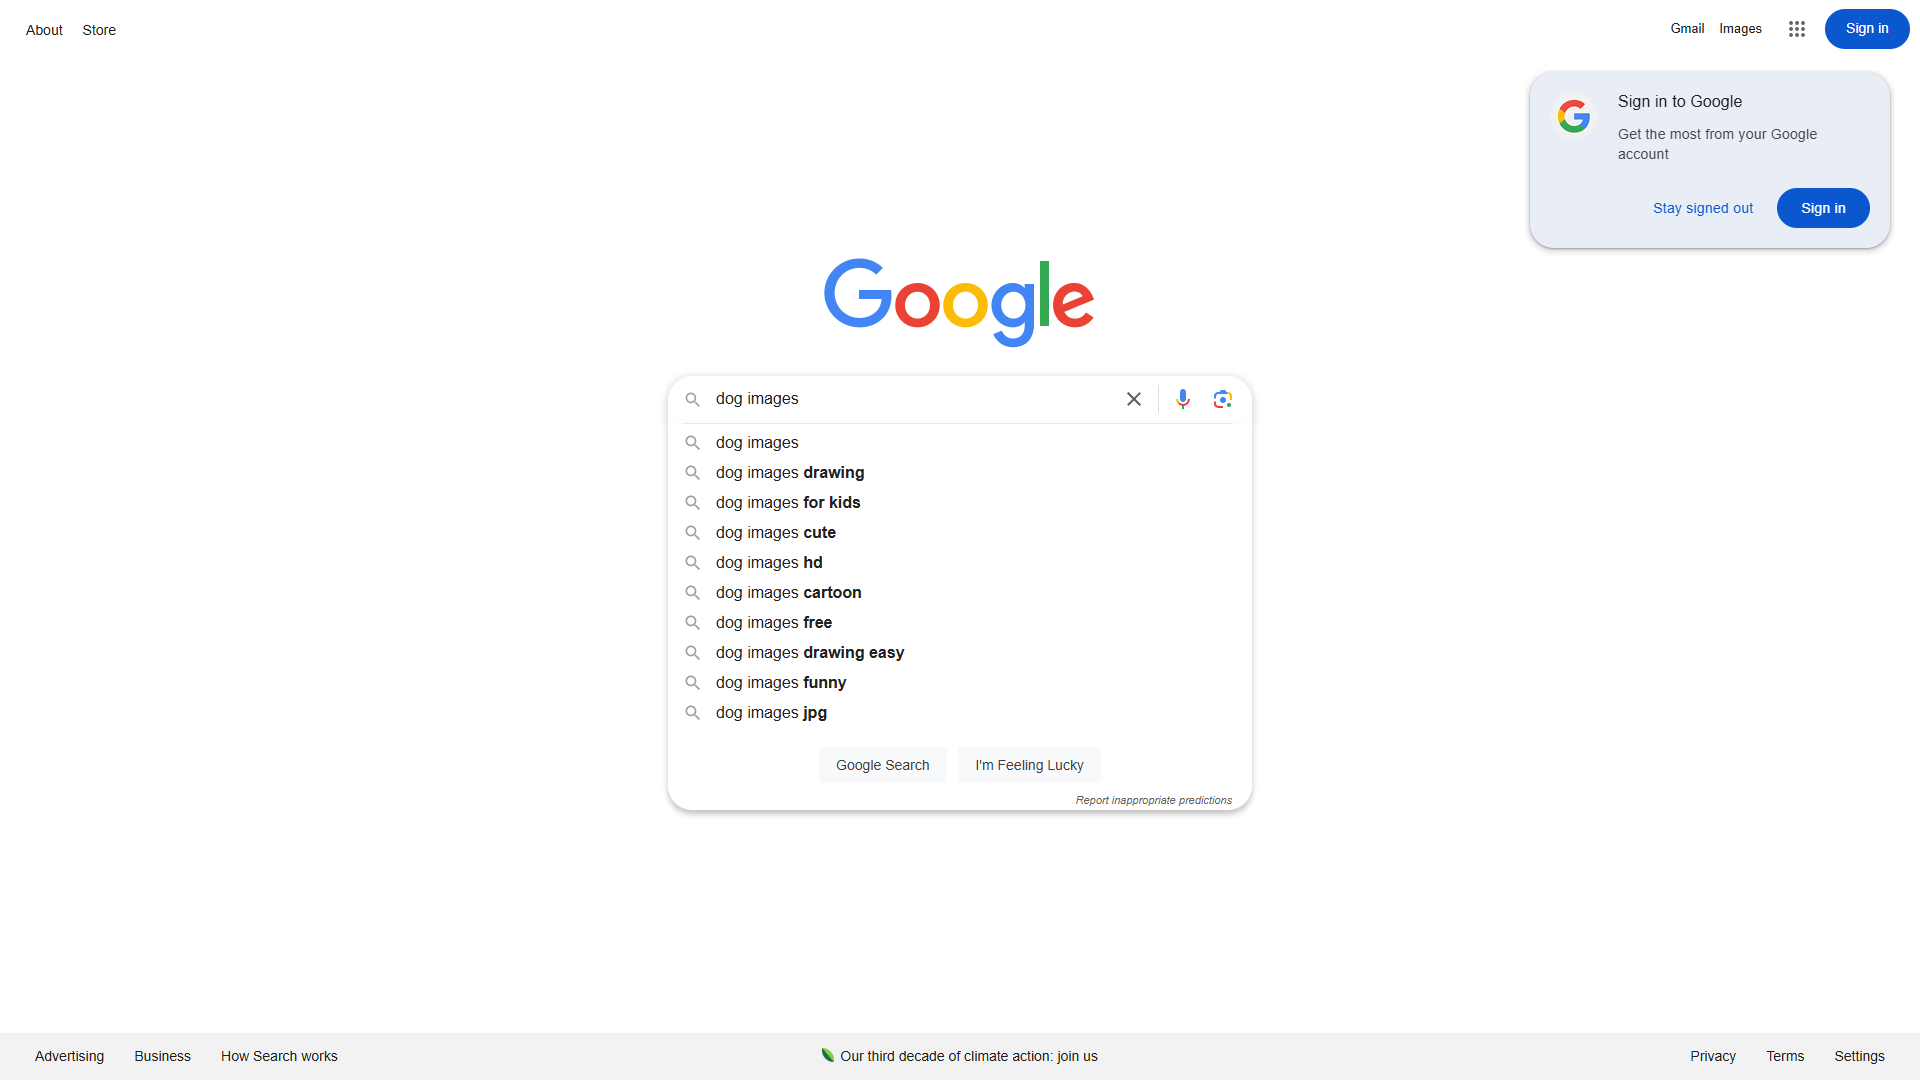 About Store
Gmail Images Sign in
Sign in to Google
Get the most from your Google
account
Stay signed out Sign in
Google
dog images
dog images
dog images drawing
dog images for kids
dog images cute
dog images hd
dog images cartoon
dog images free
dog images drawing easy
dog images funny
dog images jpg
Google Search I'm Feeling Lucky
Report inappropriate predictions
Advertising Business How Search works Our third decade of climate action: join us Privacy Terms Settings